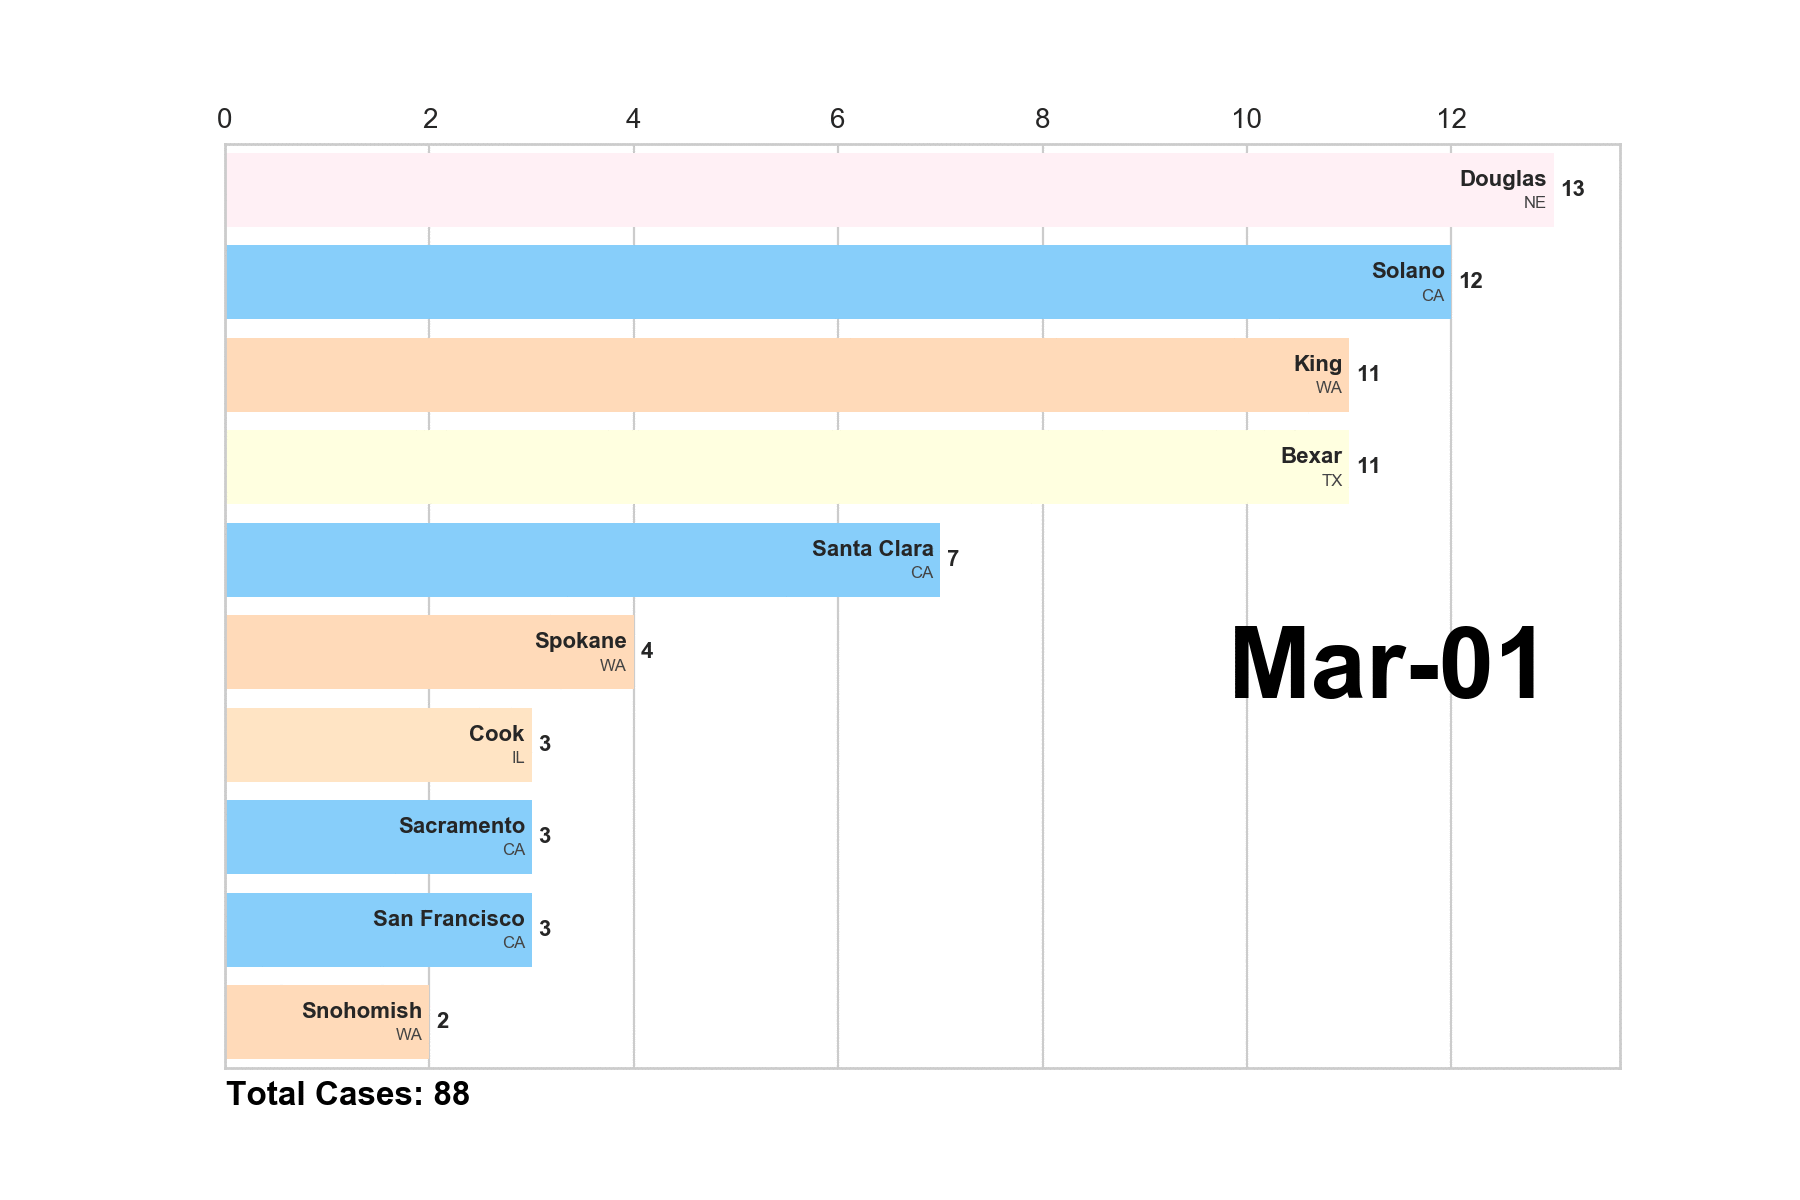 0 2 4 6 8 10 12
Douglas
NE
13
Solano
CA
12
King
WA
11
Bexar
TX
11
Santa Clara
CA
7
Spokane
WA
4
Mar-01
Cook
IL
3
Sacramento
CA
3
San Francisco
CA
3
Snohomish
WA
2
Total Cases: 88